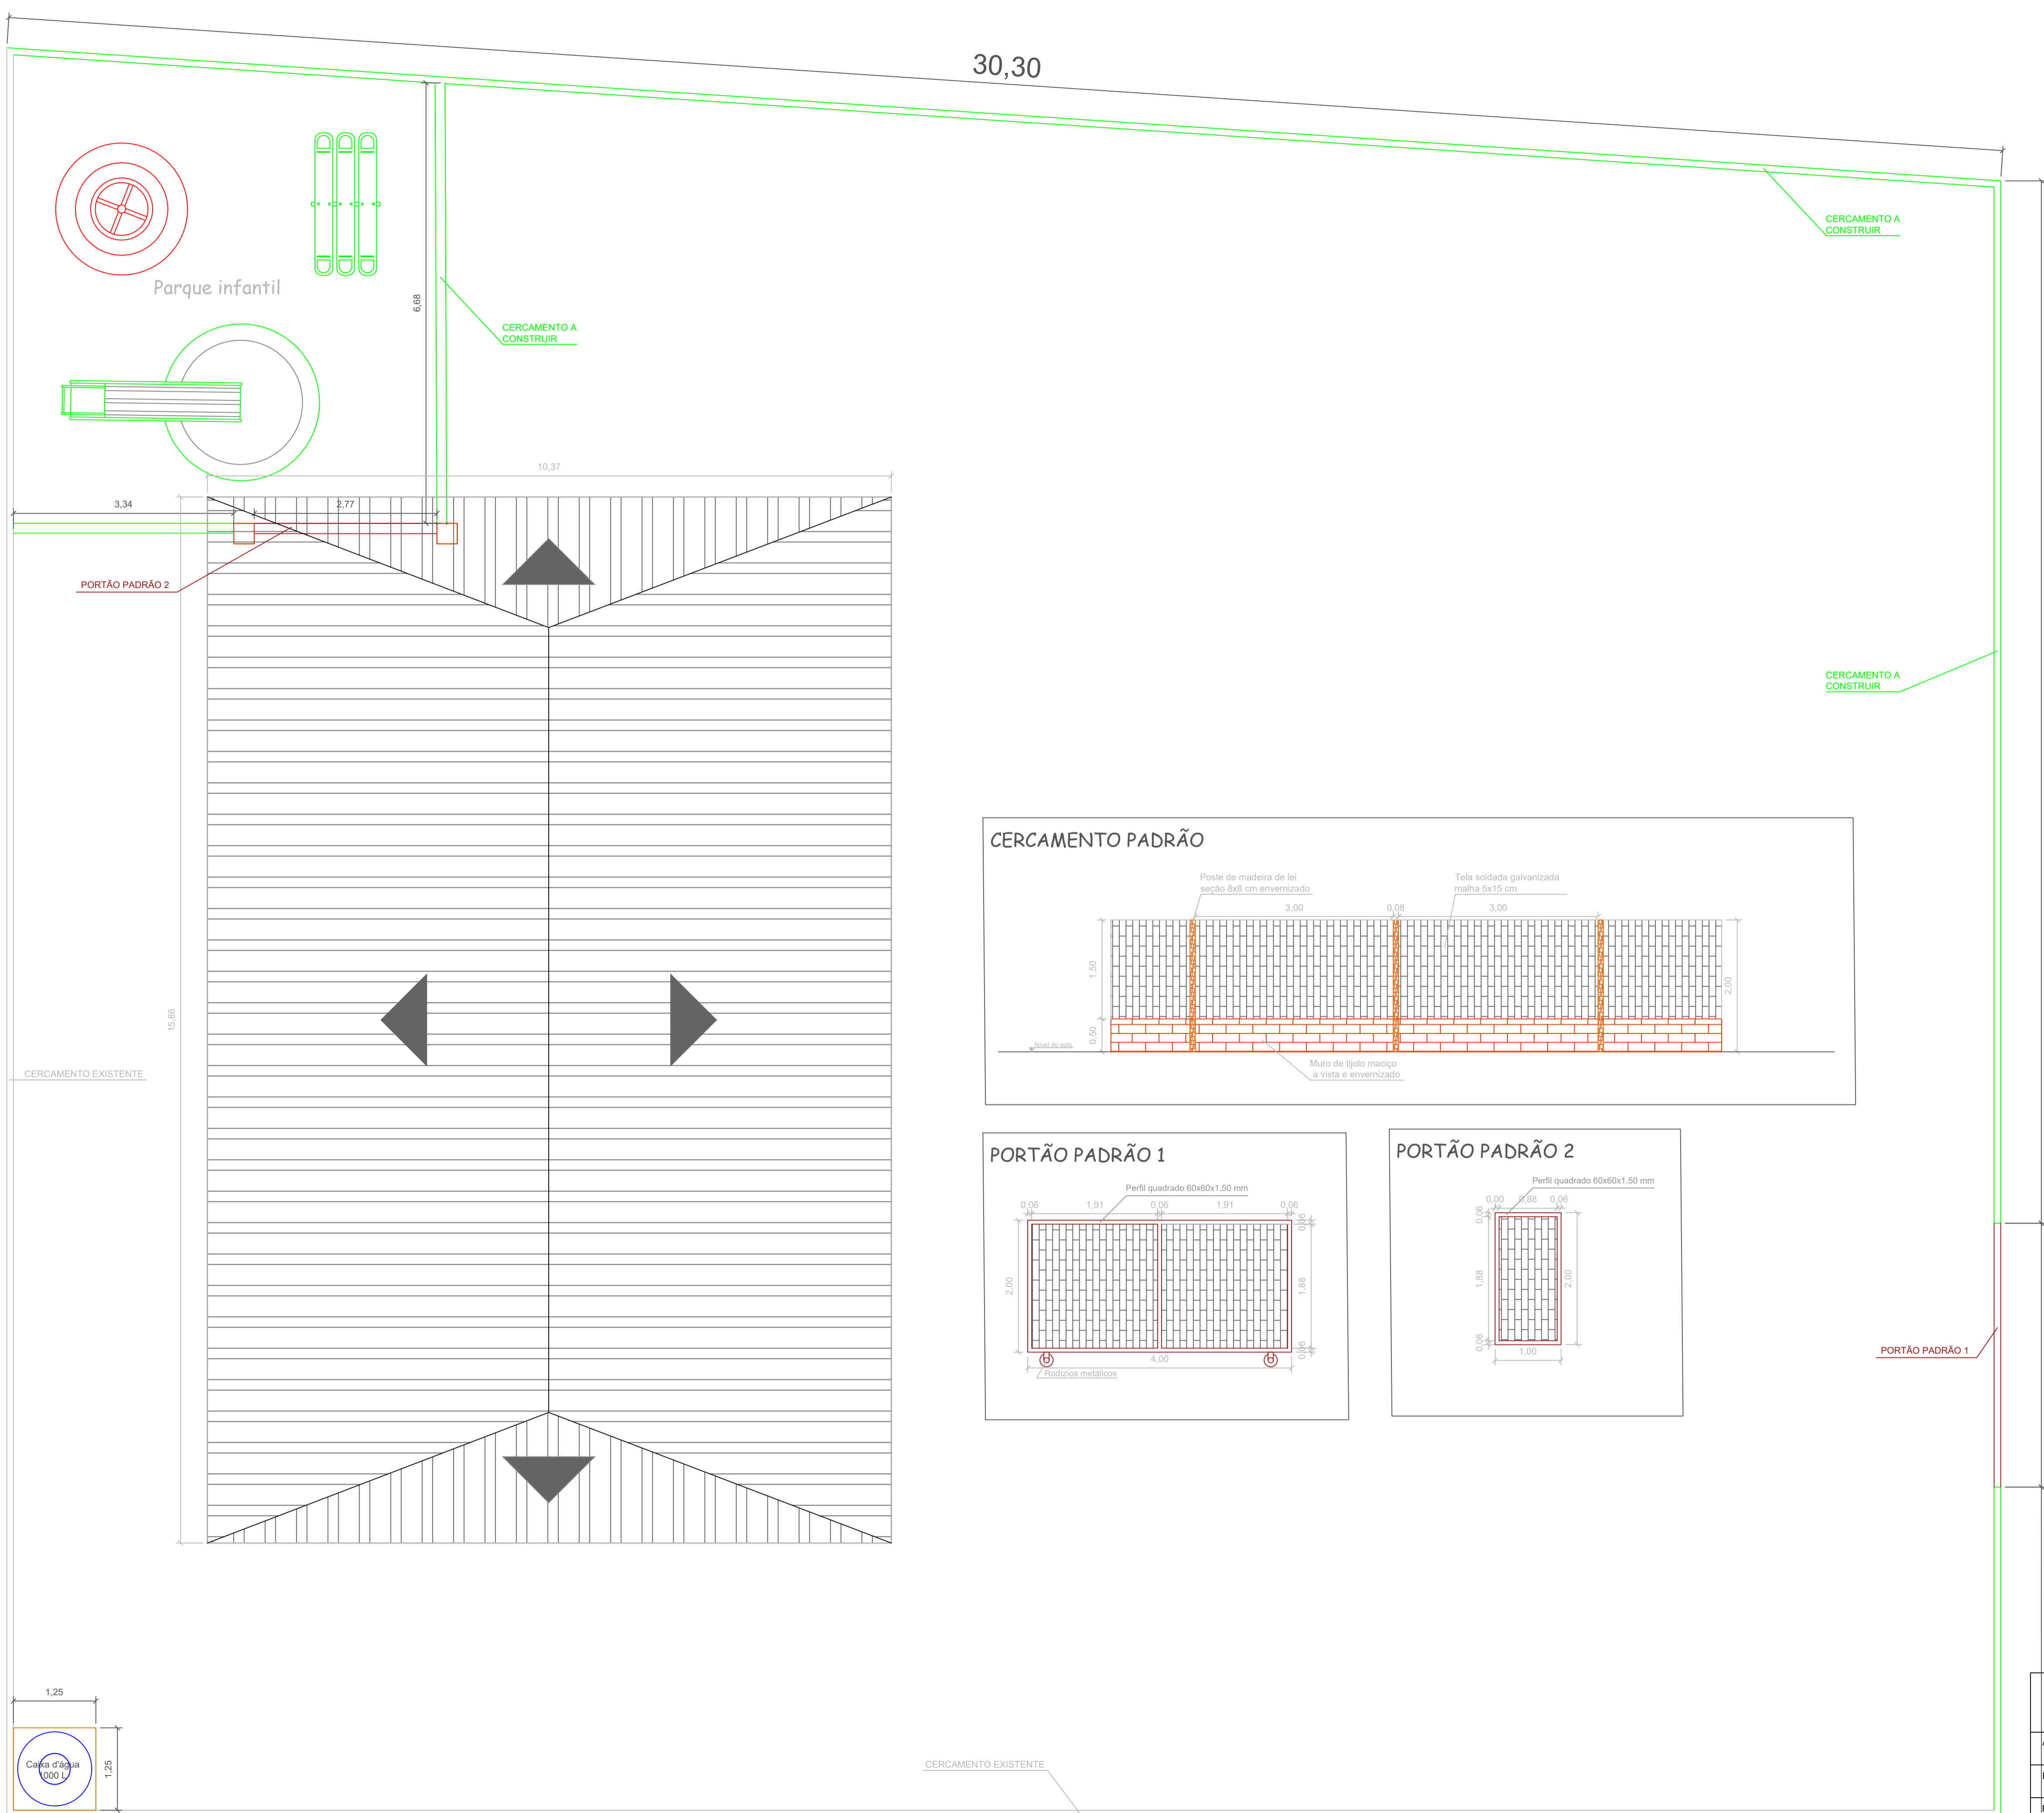 30,30
CERCAMENTO A
CONSTRUIR
Parque infantil
6,68
CERCAMENTO A
CONSTRUIR
10,37
3,34
2,77
PORTÃO PADRÃO 2
CERCAMENTO A
CONSTRUIR
15,86
CERCAMENTO EXISTENTE
CERCAMENTO PADRÃO
Poste de madeira de lei
seção 8x8 cm envernizado
Tela soldada galvanizada
malha 5x15 cm
3,00
0,08
3,00
1,50
0,50
2,00
Nível do solo
Muro de tijolo maciço
a vista e envernizado
PORTÃO PADRÃO 1
Perfil quadrado 60x60x1,50 mm
0,06
1,91
0,06
1,91
0,06
0,06
2,00
1,88
0,06
4,00
Rodízios metálicos
PORTÃO PADRÃO 2
Perfil quadrado 60x60x1,50 mm
0,00
0,88
0,06
0,06
1,88
2,00
0,06
1,00
PORTÃO PADRÃO 1
1,25
Caixa d'água
1000 L
1,25
CERCAMENTO EXISTENTE